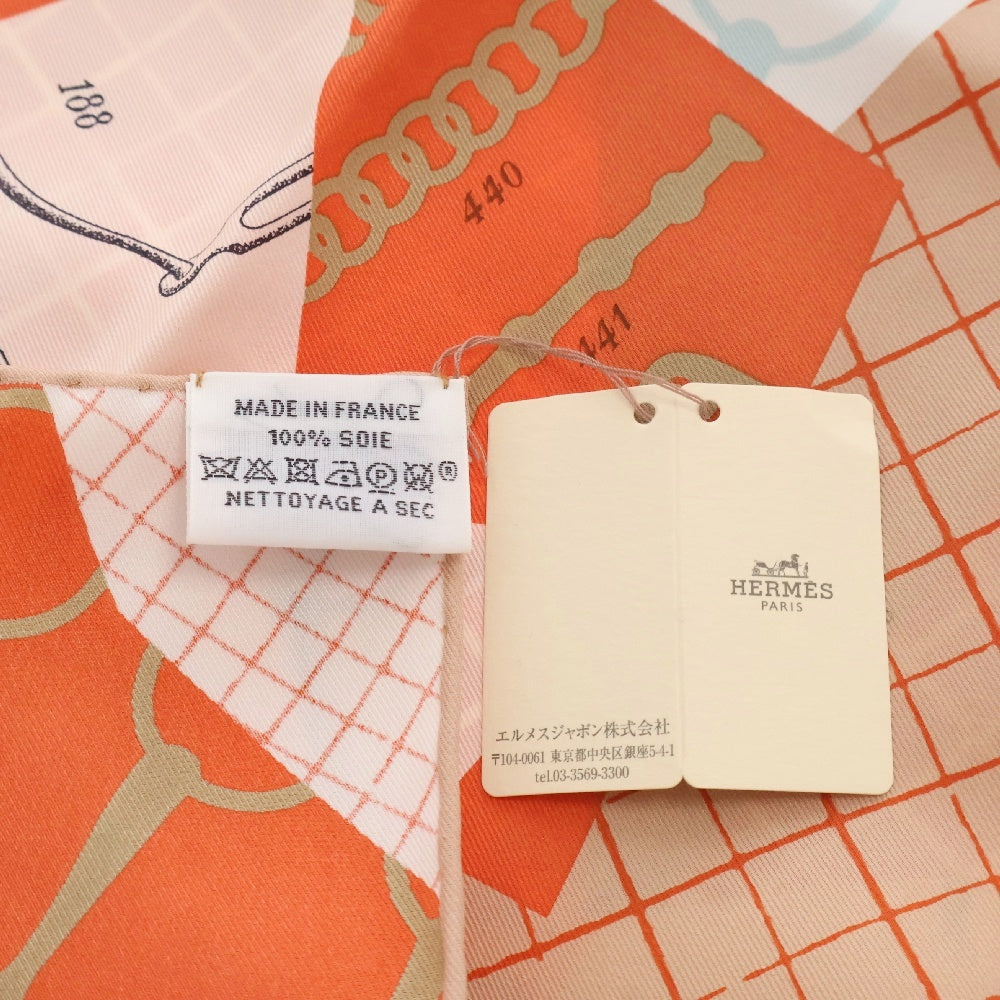 188
440
441
MADE IN FRANCE
100% SOIE
P
®
NETTOYAGE A SEC
HERMÈS
PARIS
エルメスジャポン株式会社
〒104-0061 東京都中央区銀座5-4-1
tel.03-3569-3300